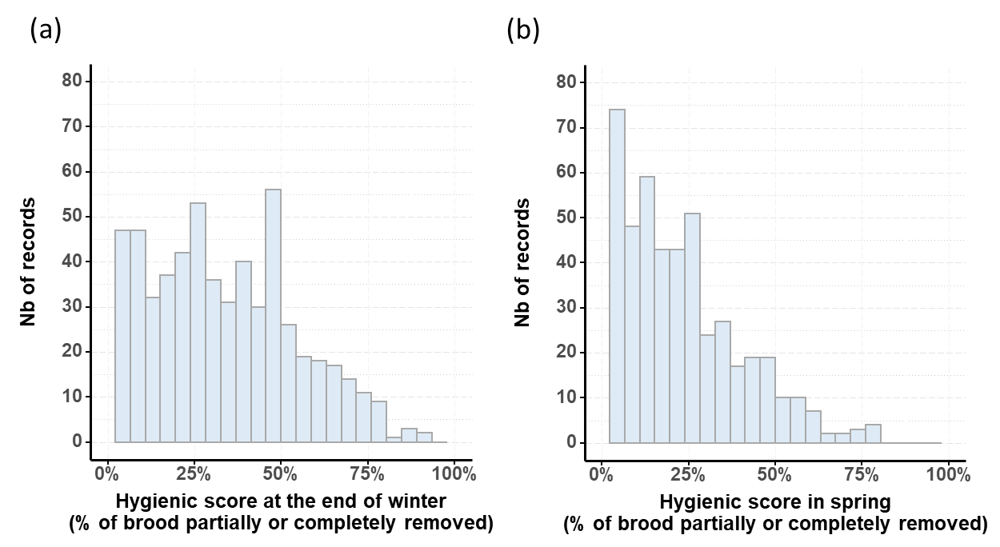 (a)
80
70
60
50
40
30
20
10
0
Nb of records
0% 25% 50% 75% 100%
Hygienic score at the end of winter
(% of brood partially or completely removed)
(b)
80
70
60
50
40
30
20
10
0
Nb of records
0% 25% 50% 75% 100%
Hygienic score in spring
(% of brood partially or completely removed)